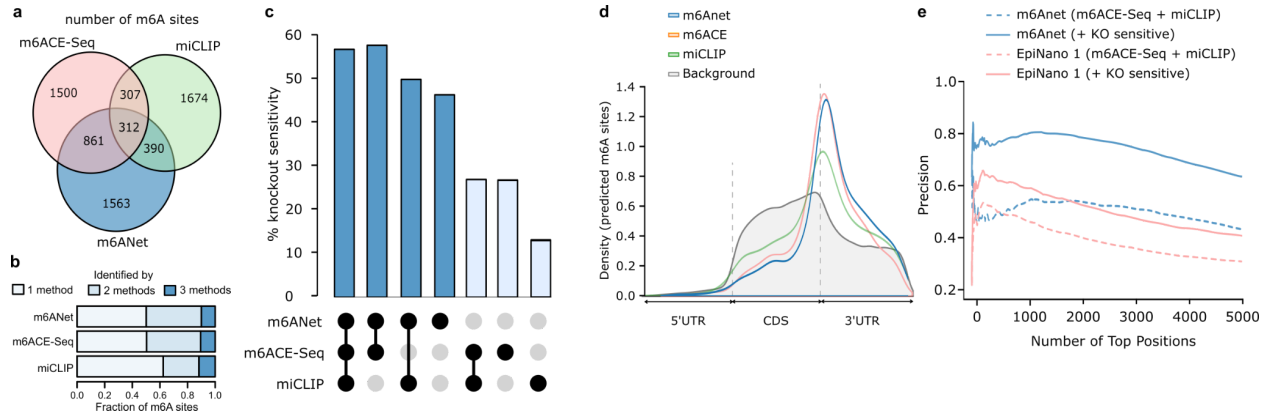 a
number of m6A sites
m6ACE-Seq
miCLIP
1500
307
1674
312
861
390
1563
m6ANet
b
Identified by
1 method
2 methods
3 methods
m6ANet
m6ACE-Seq
miCLIP
0.0 0.2 0.4 0.6 0.8 1.0
Fraction of m6A sites
c
% knockout sensitivity
60
50
40
30
20
10
0
m6ANet
m6ACE-Seq
miCLIP
d
m6Anet
m6ACE
miCLIP
Background
Density (predicted m6A sites)
1.4
1.2
1.0
0.8
0.6
0.4
0.2
0.0
5'UTR CDS 3'UTR
e
m6Anet (m6ACE-Seq + miCLIP)
m6Anet (+ KO sensitive)
EpiNano 1 (m6ACE-Seq + miCLIP)
EpiNano 1 (+ KO sensitive)
Precision
1.0
0.8
0.6
0.4
0.2
0 1000 2000 3000 4000 5000
Number of Top Positions